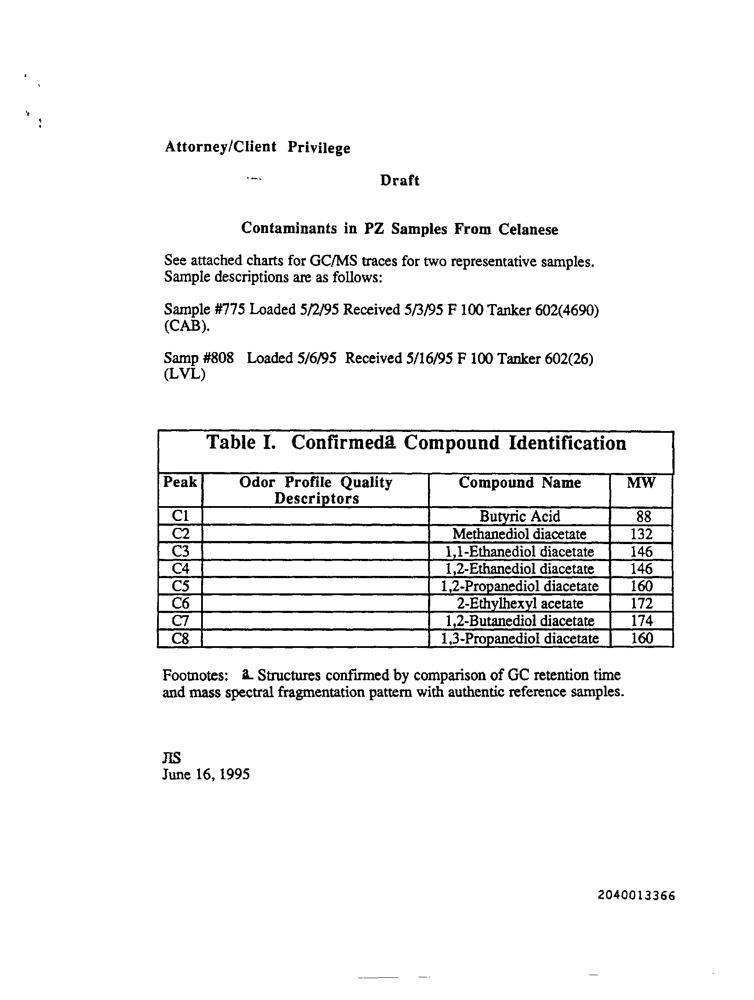 Attorney/Client Privilege
Draft
Contaminants in PZ Samples From Celanese
See attached charts for GC/MS traces for two representative samples.
Sample descriptions are as follows:
Sample #775 Loaded 5/2/95 Received 5/3/95 F 100 Tanker 602(4690)
(CAB).
Samp #808 Loaded 5/6/95 Received 5/16/95 F 100 Tanker 602(26)
(LVL)
Table I. Confirmeda Compound Identification
Peak Odor Profile Quality Descriptors Compound Name MW
C1 Butyric Acid 88
C2 Methanediol diacetate 132
C3 1,1-Ethanediol diacetate 146
C4 1,2-Ethanediol diacetate 146
C5 1,2-Propanediol diacetate 160
C6 2-Ethylhexyl acetate 172
C7 1,2-Butanediol diacetate 174
C8 1,3-Propanediol diacetate 160
Footnotes: a. Structures confirmed by comparison of GC retention time
and mass spectral fragmentation pattern with authentic reference samples.
JIS
June 16, 1995
2040013366